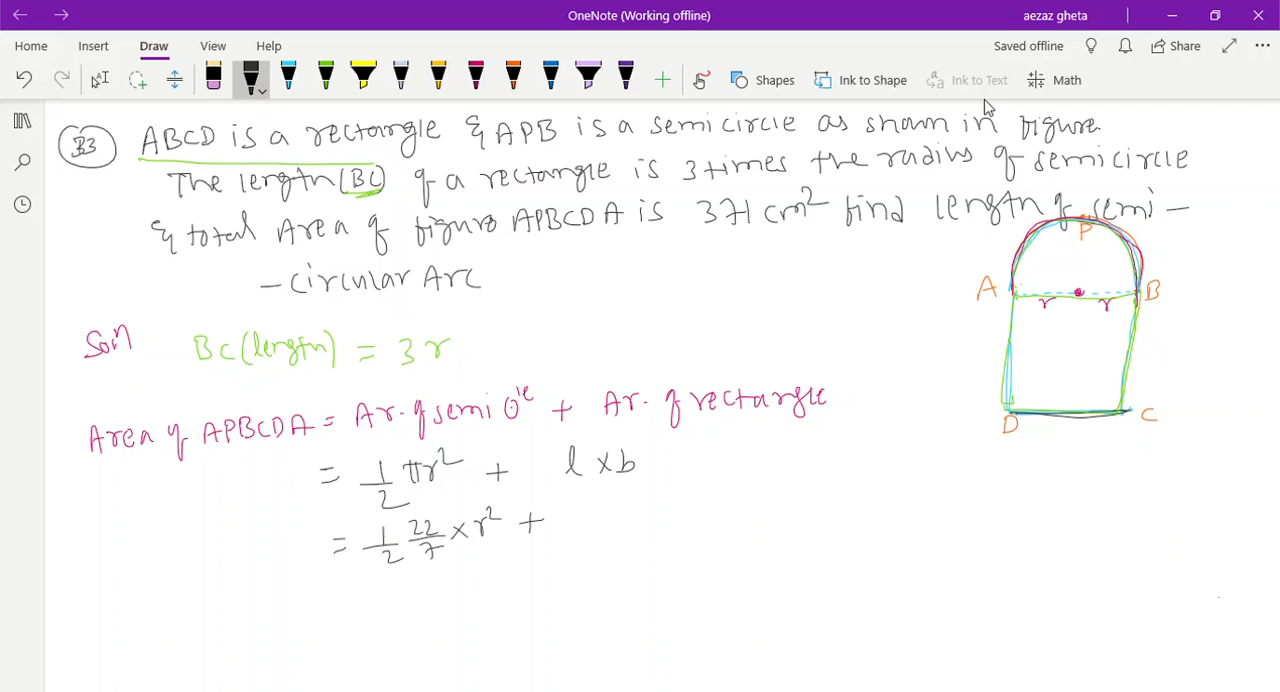 OneNote (Working offline)
aezaz gheta
Home Insert Draw View Help
Saved offline Share
Shapes Ink to Shape Ink to Text Math
33 ABCD is a rectangle & APB is a semicircle as shown in figure.
The length (BC) of a rectangle is 3 times the radius of semicircle
& total Area of figure APBCDA is 371 cm² find length of semi -
- circular Arc
P
A B
r r
Soln BC (length) = 3 r
Area of APBCDA = Ar. of semi ʘˡᵉ + Ar. of rectangle
D C
= 1/2 πr² + l × b
= 1/2 22/7 × r² +